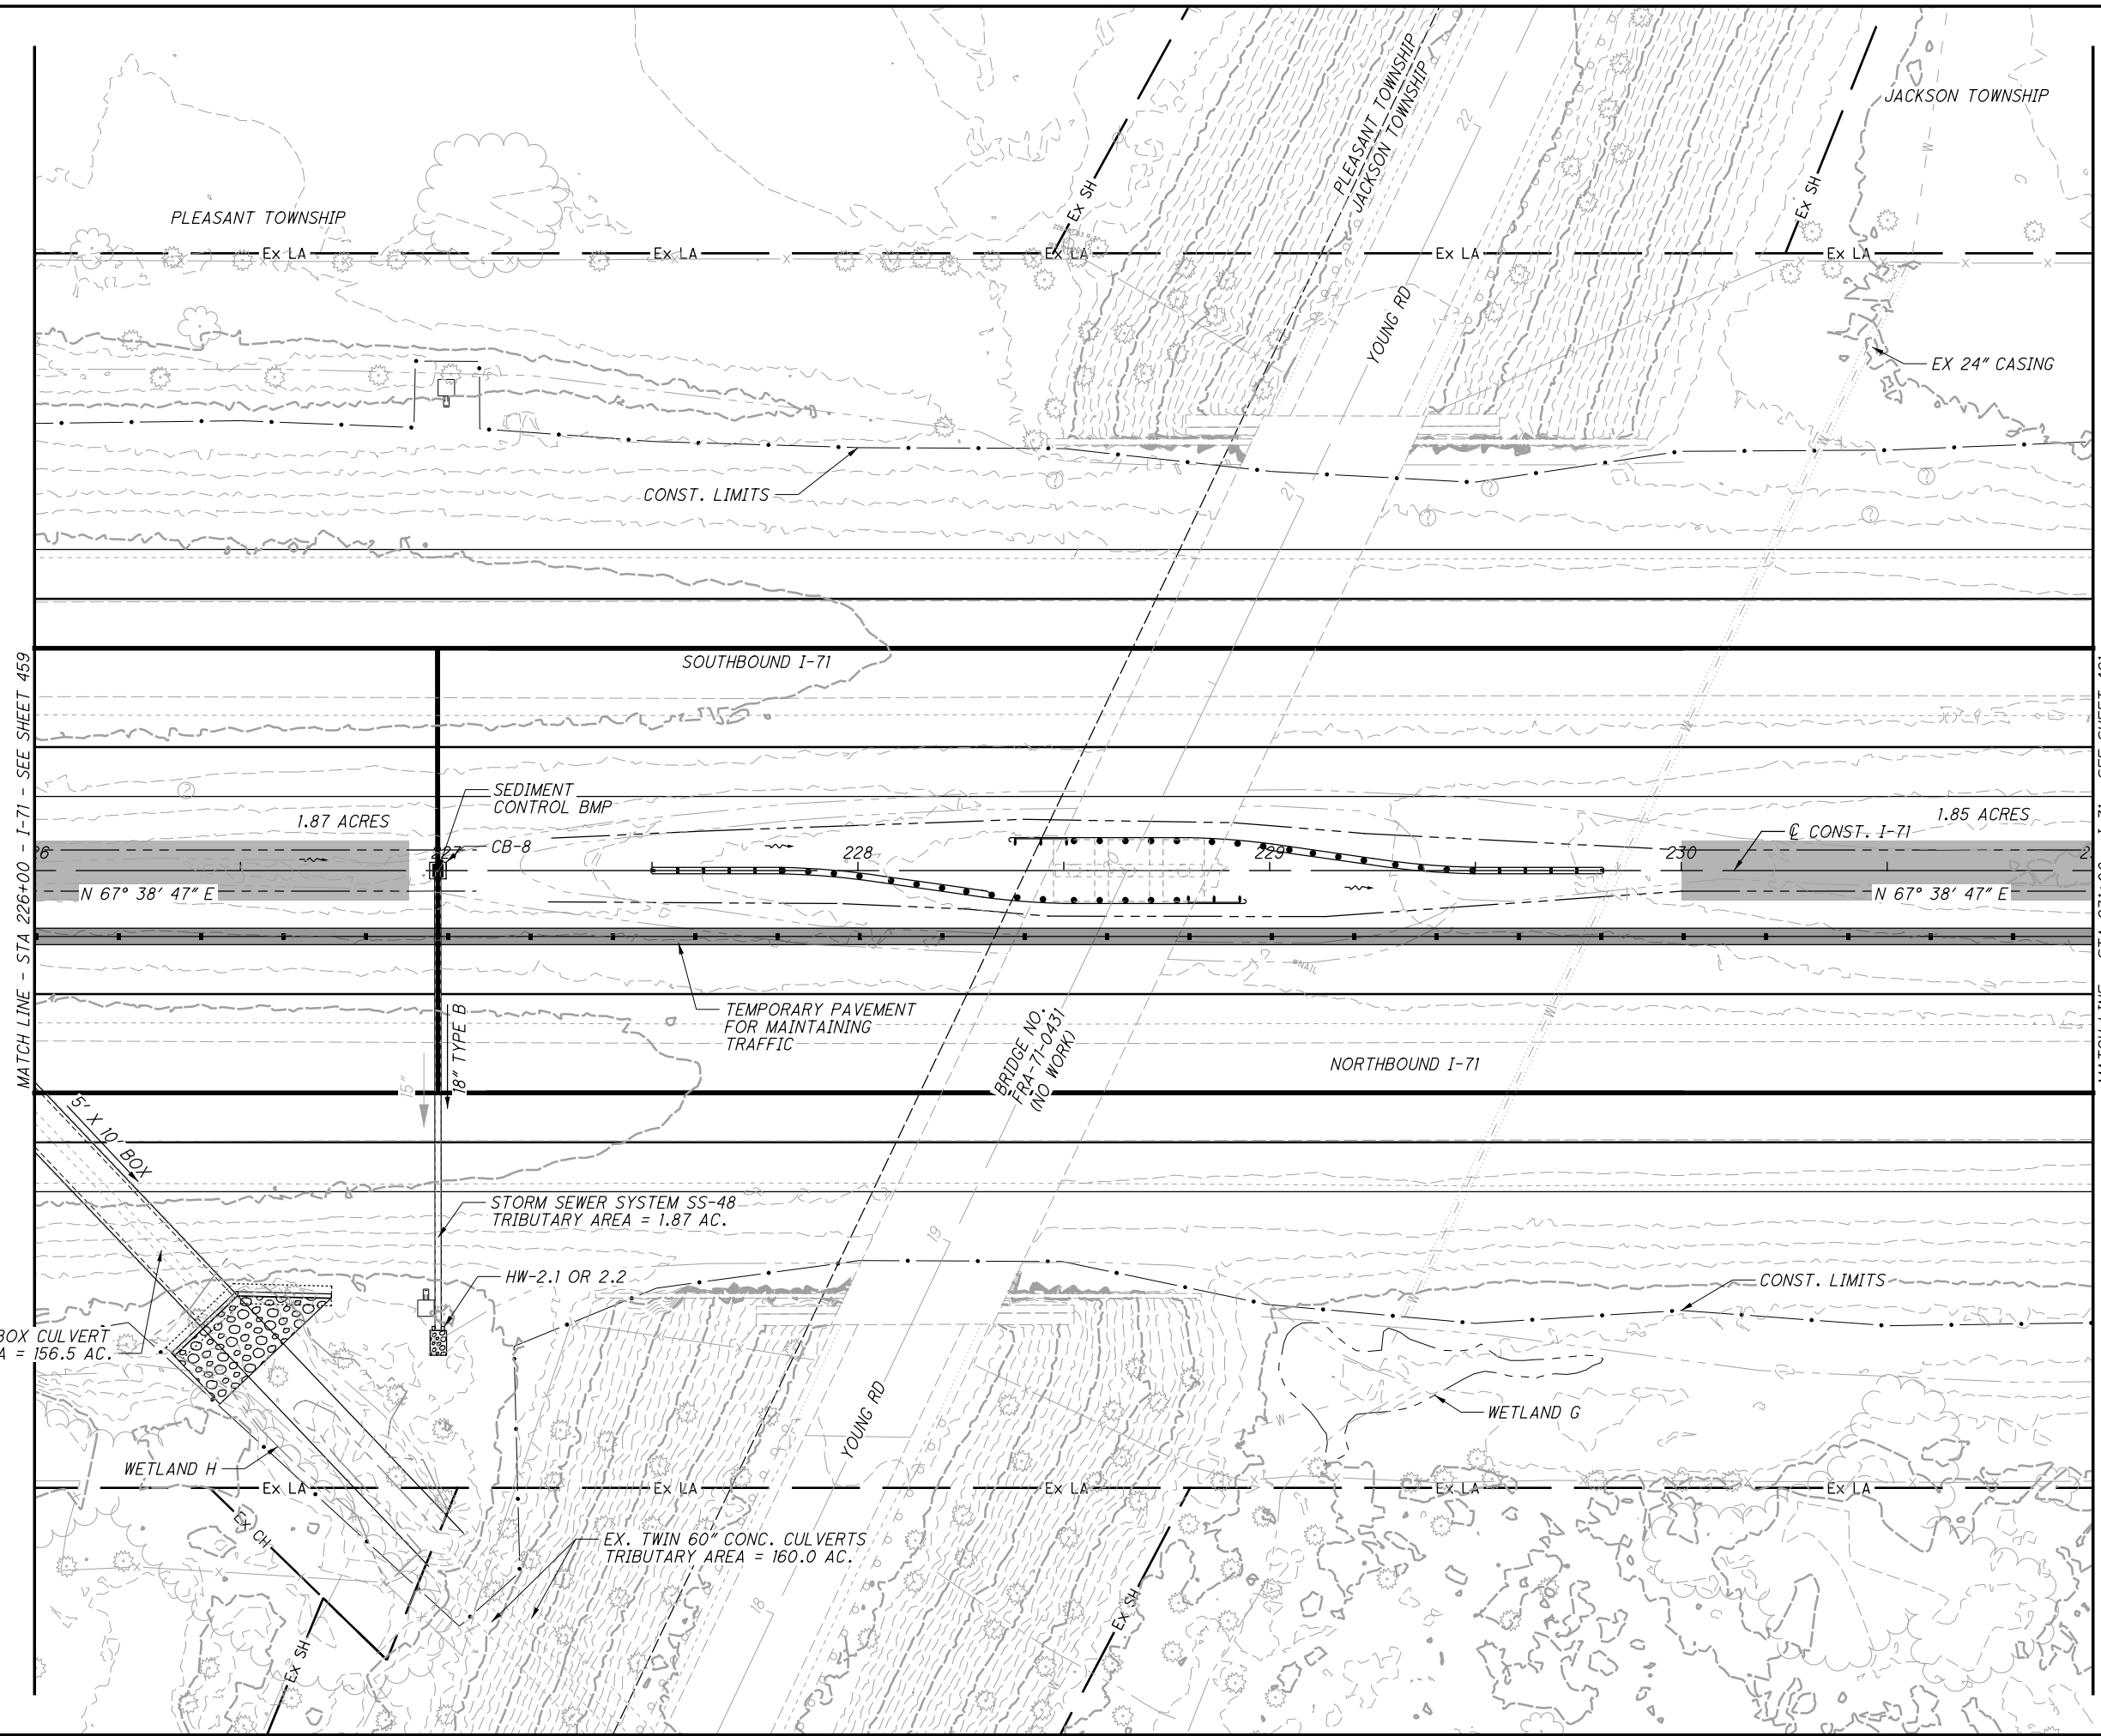 PLEASANT TOWNSHIP
JACKSON TOWNSHIP
22
JACKSON TOWNSHIP
PLEASANT TOWNSHIP
Ex SH
Ex SH
W
Ex LA
Ex LA
Ex LA
Ex LA
Ex LA
YOUNG RD
EX 24" CASING
W
CONST. LIMITS
21
?
?
?
?
?
MATCH LINE - STA 226+00 - I-71 - SEE SHEET 459
SOUTHBOUND I-71
W
?
SEDIMENT
CONTROL BMP
1.87 ACRES
1.85 ACRES
CB-8
℄ CONST. I-71
26
227
228
229
230
N 67° 38' 47" E
N 67° 38' 47" E
NAIL
TEMPORARY PAVEMENT
FOR MAINTAINING
TRAFFIC
BRIDGE NO.
FRA-71-0431
(NO WORK)
W
NORTHBOUND I-71
15"
18" TYPE B
5' X 10' BOX
STORM SEWER SYSTEM SS-48
TRIBUTARY AREA = 1.87 AC.
19
HW-2.1 OR 2.2
CONST. LIMITS
W
BOX CULVERT
A = 156.5 AC.
YOUNG RD
WETLAND G
W
WETLAND H
Ex LA
Ex LA
Ex LA
Ex LA
Ex LA
Ex CH
EX. TWIN 60" CONC. CULVERTS
TRIBUTARY AREA = 160.0 AC.
18
Ex SH
Ex SH
W